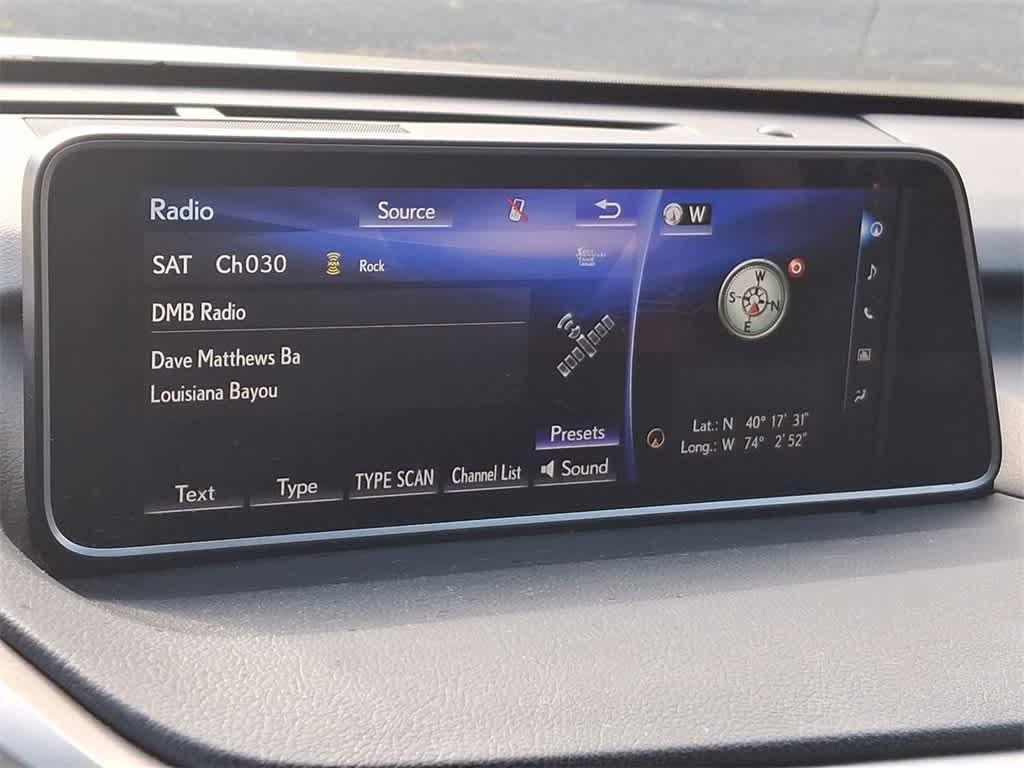 Radio
Source
W
SAT Ch030 Rock
DMB Radio
Dave Matthews Ba
Louisiana Bayou
W
S N
E
Lat.: N 40° 17' 31"
Long.: W 74° 2' 52"
Presets
Text Type TYPE SCAN Channel List Sound